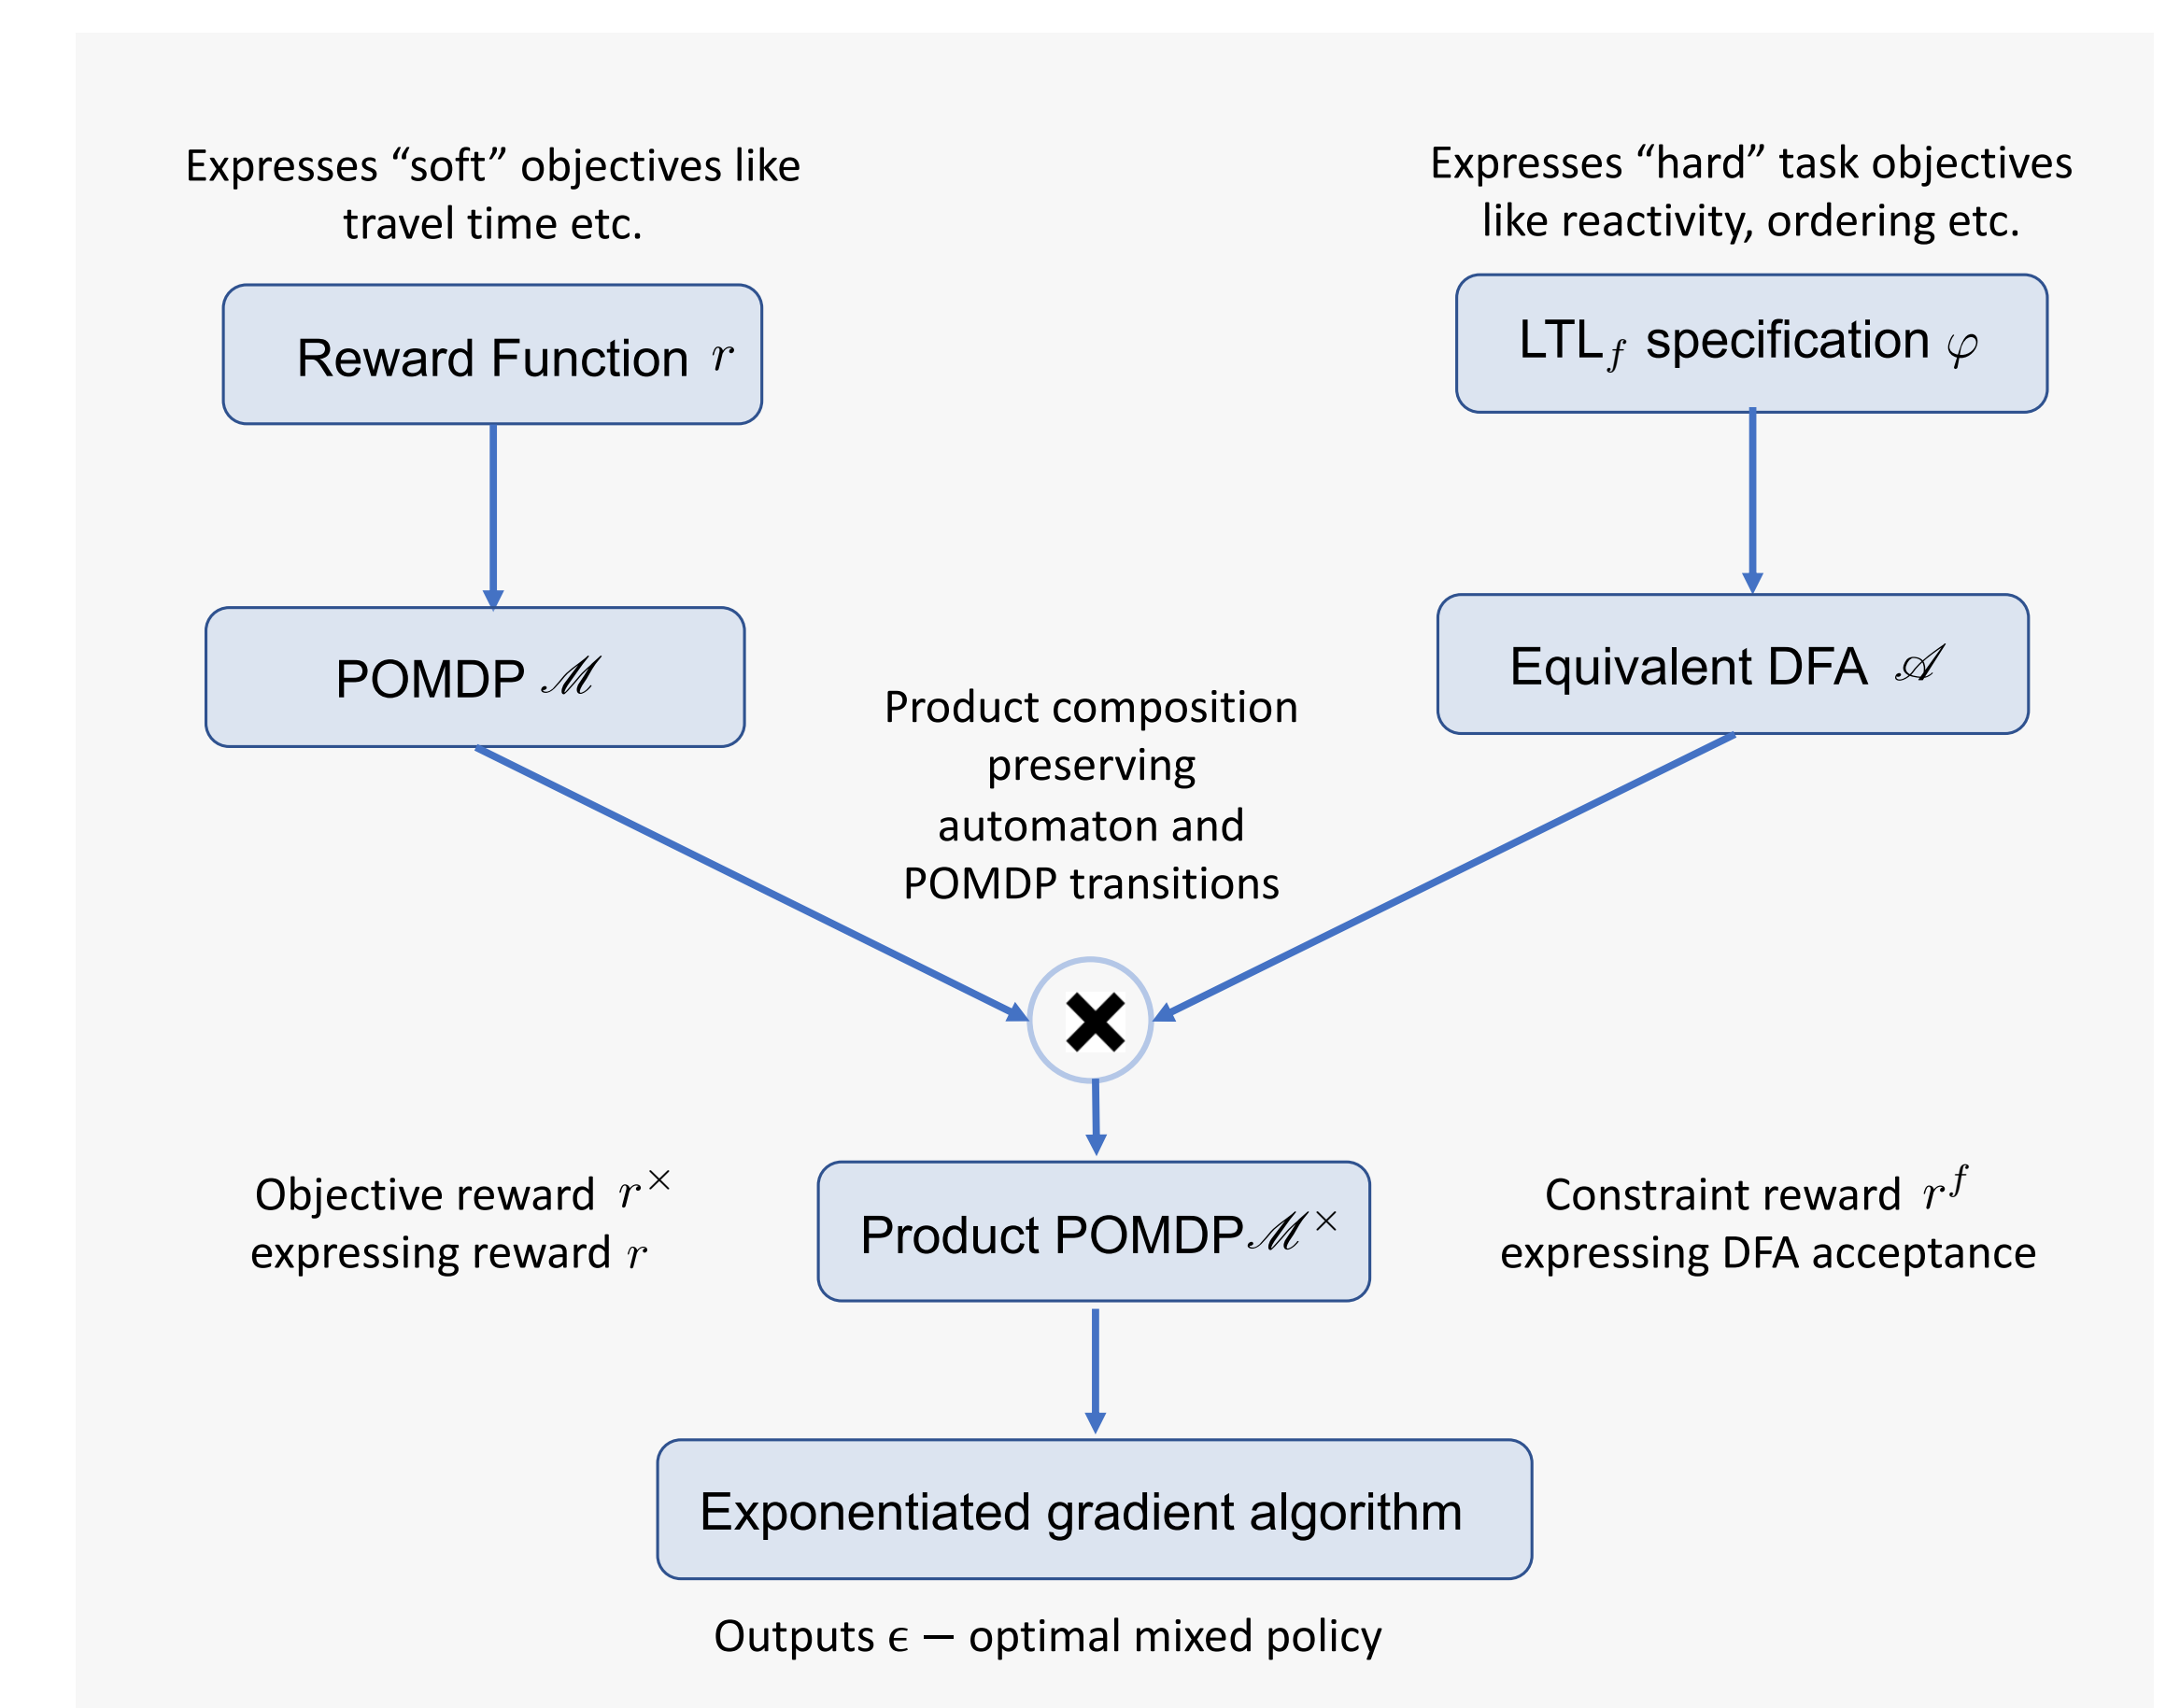 Expresses “soft” objectives like
travel time etc.
Expresses “hard” task objectives
like reactivity, ordering etc.
Reward Function r
LTL_f specification φ
POMDP ℳ
Equivalent DFA 𝒜
Product composition
preserving
automaton and
POMDP transitions
Objective reward r^×
expressing reward r
Product POMDP ℳ^×
Constraint reward r^f
expressing DFA acceptance
Exponentiated gradient algorithm
Outputs ϵ – optimal mixed policy